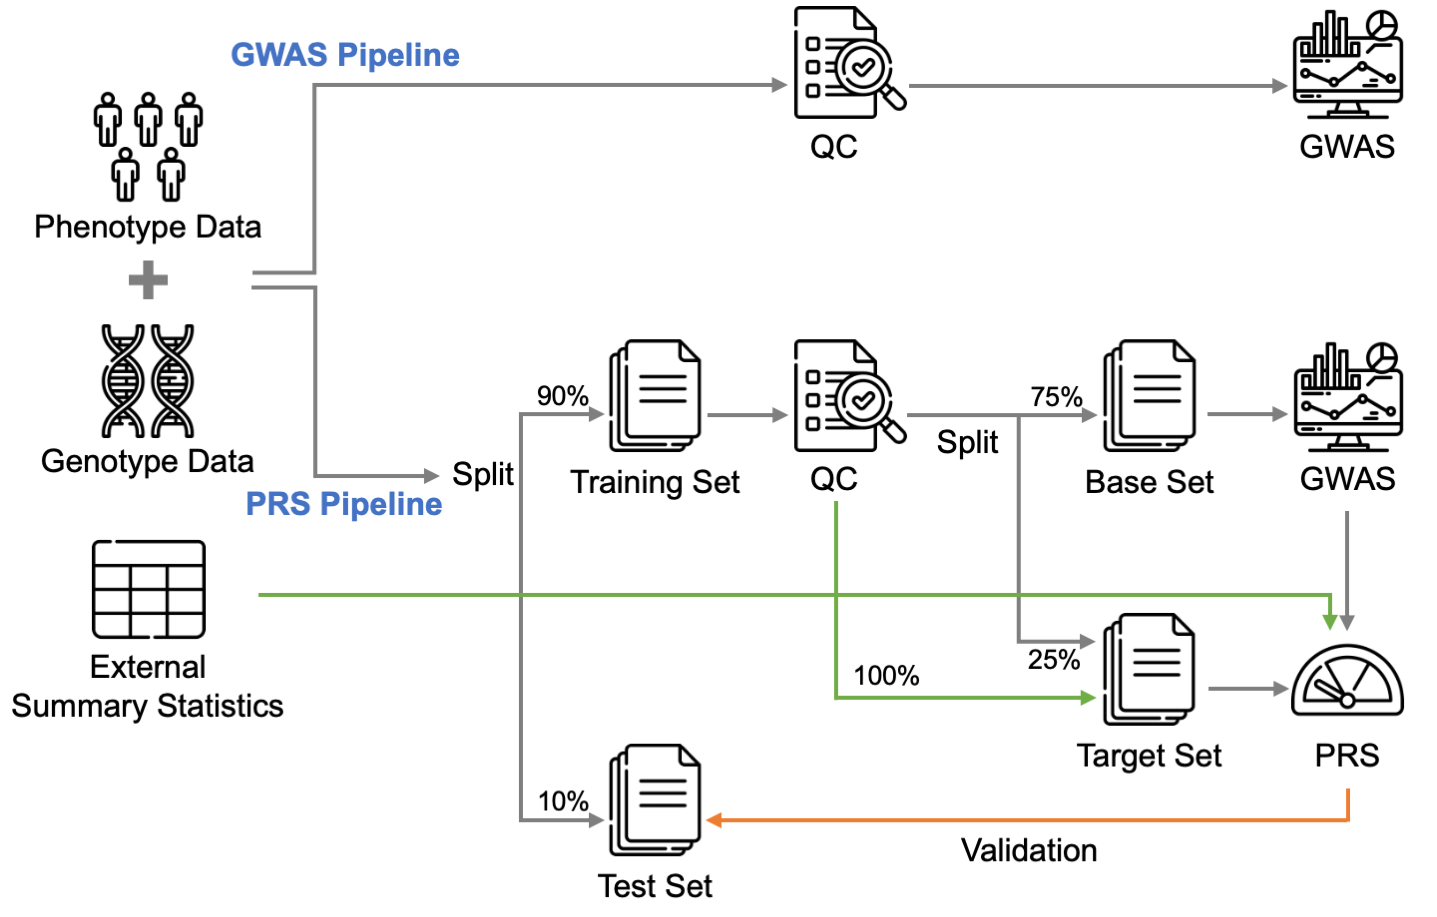 GWAS Pipeline
QC
GWAS
Phenotype Data
Genotype Data
PRS Pipeline
Split
90%
Training Set
QC
Split
75%
Base Set
GWAS
External
Summary Statistics
100%
25%
Target Set
PRS
10%
Test Set
Validation